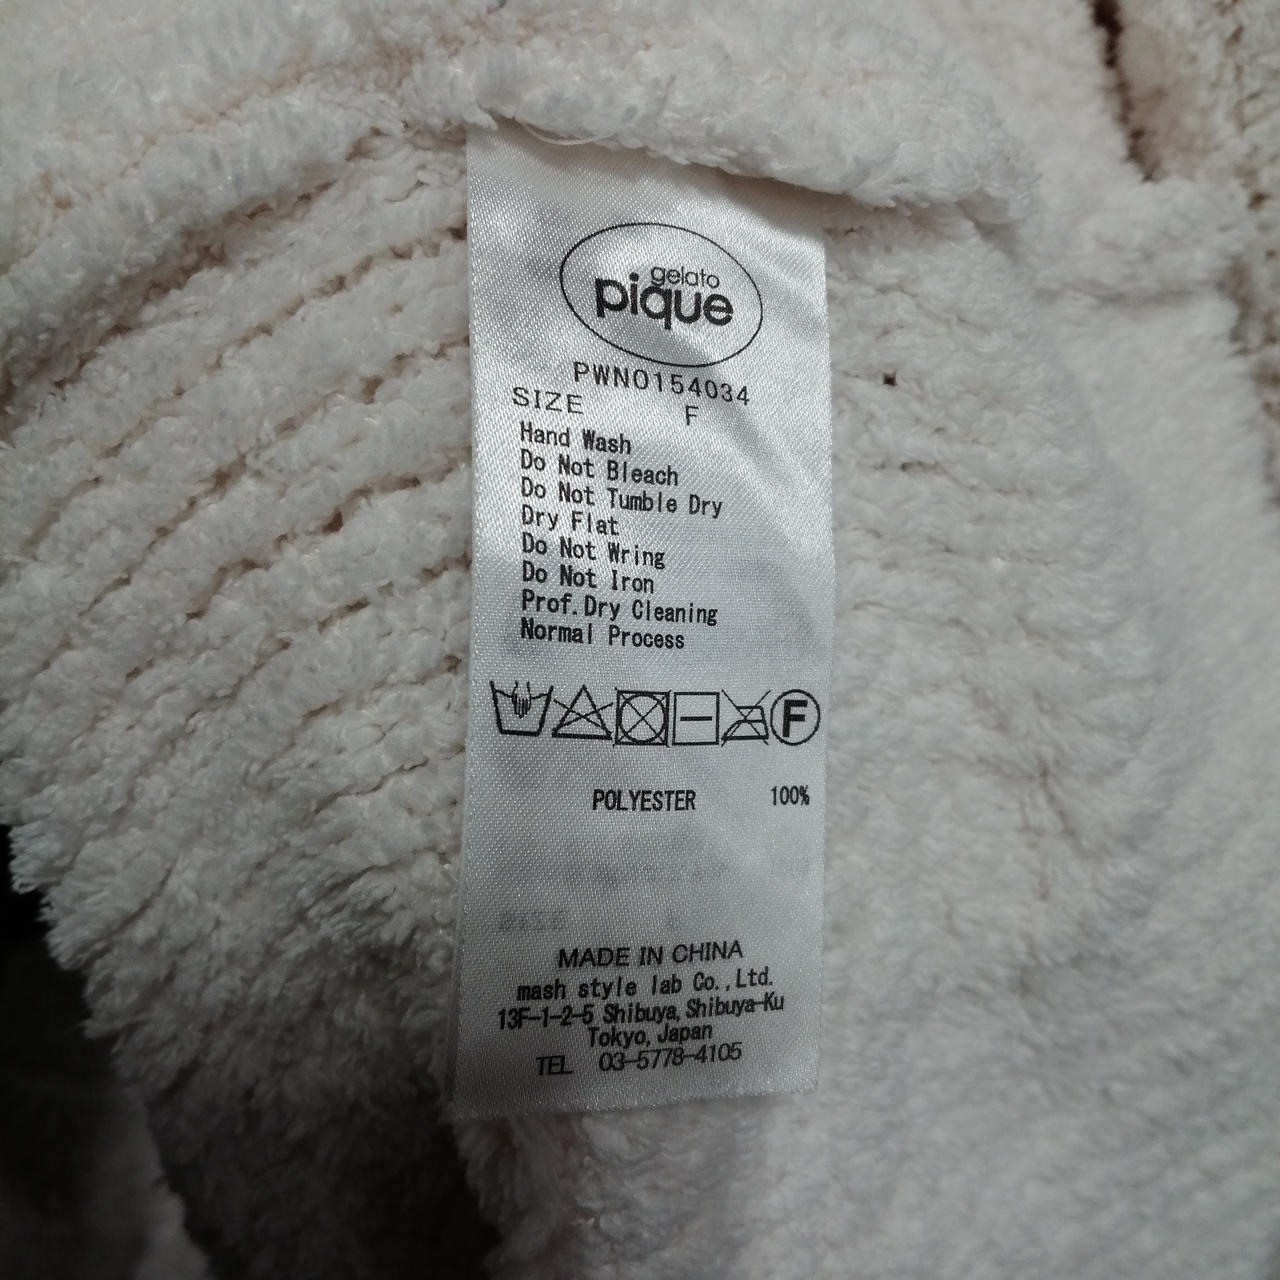 gelato
pique
PWNO154034
SIZE F
Hand Wash
Do Not Bleach
Do Not Tumble Dry
Dry Flat
Do Not Wring
Do Not Iron
Prof.Dry Cleaning
Normal Process
F
POLYESTER 100%
MADE IN CHINA
mash style lab Co.,Ltd.
13F-1-2-5 Shibuya, Shibuya-Ku
Tokyo, Japan
TEL 03-5778-4105